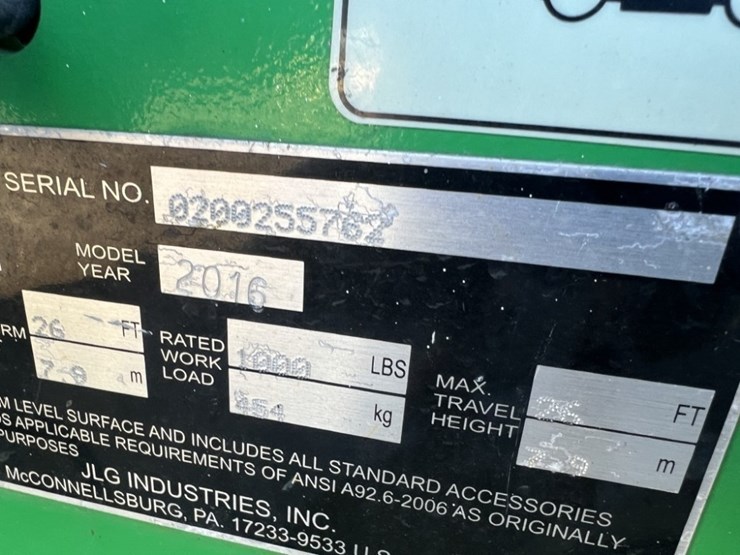 SERIAL NO. 0200255762
MODEL YEAR 2016
RM 26 FT
7.9 m
RATED WORK LOAD 1000 LBS
454 kg
MAX. TRAVEL HEIGHT FT
m
M LEVEL SURFACE AND INCLUDES ALL STANDARD ACCESSORIES
S APPLICABLE REQUIREMENTS OF ANSI A92.6-2006 AS ORIGINALLY
PURPOSES
JLG INDUSTRIES, INC.
McCONNELLSBURG, PA. 17233-9533 U.S